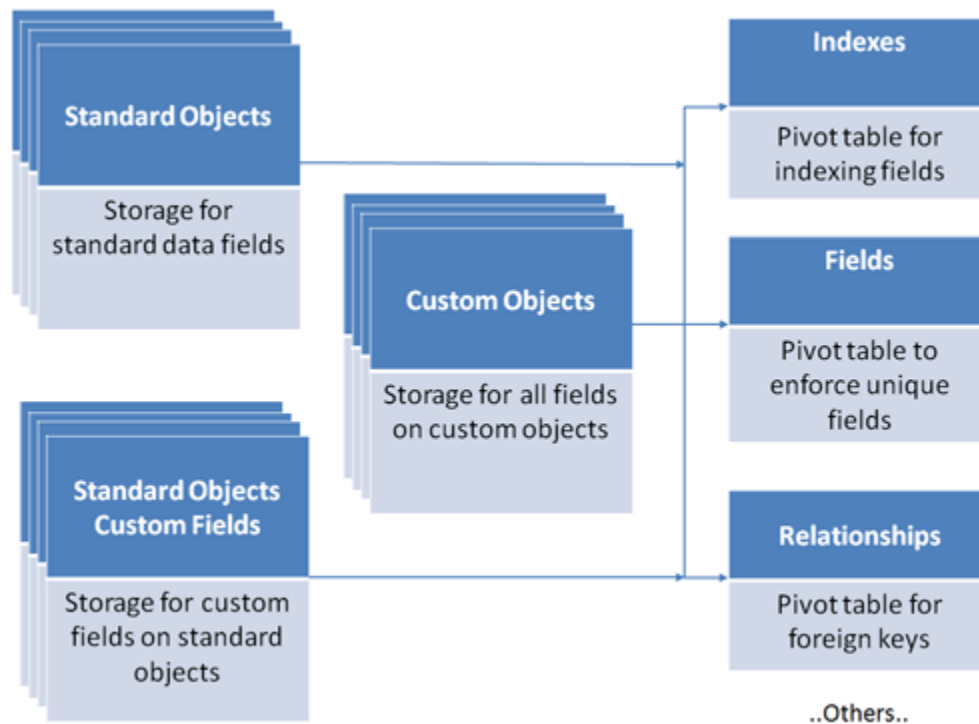 Standard Objects
Storage for
standard data fields
Custom Objects
Storage for all fields
on custom objects
Standard Objects
Custom Fields
Storage for custom
fields on standard
objects
Indexes
Pivot table for
indexing fields
Fields
Pivot table to
enforce unique
fields
Relationships
Pivot table for
foreign keys
..Others..